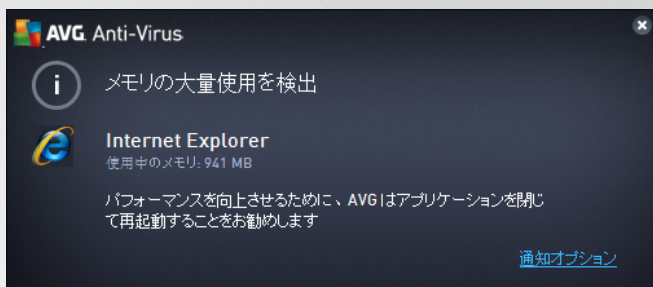 AVG. Anti-Virus
メモリの大量使用を検出
Internet Explorer
使用中のメモリ: 941 MB
パフォーマンスを向上させるために、AVG はアプリケーションを閉じ
て再起動することをお勧めします
通知オプション